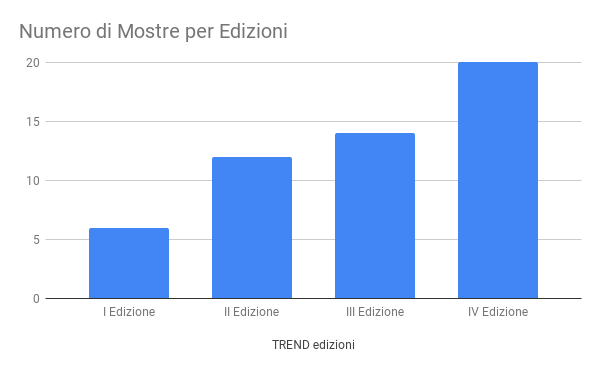 Numero di Mostre per Edizioni
20
15
10
5
0
I Edizione
II Edizione
III Edizione
IV Edizione
TREND edizioni